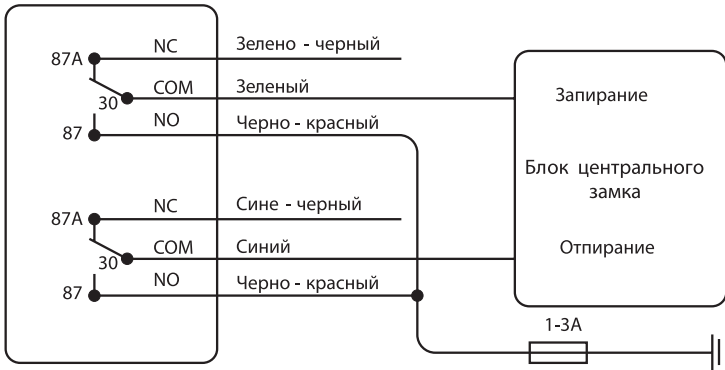 NC Зелено - черный
87A
COM Зеленый
30
NO Черно - красный
87
NC Сине - черный
87A
COM Синий
30
NO Черно - красный
87
Запирание
Блок центрального
замка
Отпирание
1-3А